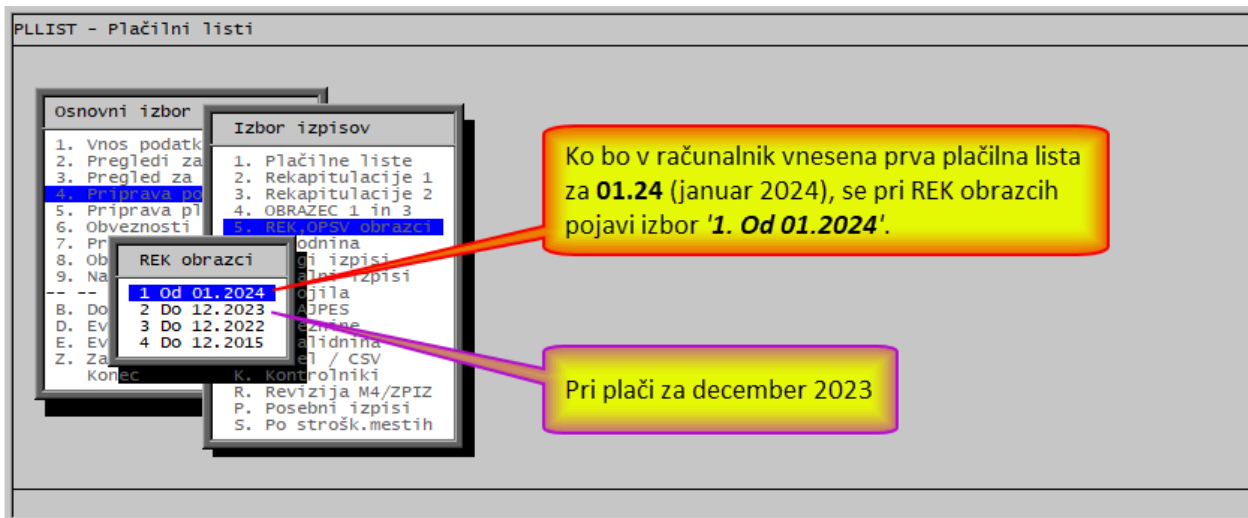 PLLIST - Plačilni listi
Osnovni izbor
1. Vnos podatk
2. Pregledi za
3. Pregled za
4. Priprava po
5. Priprava pl
6. Obveznosti
7. Pr
8. Ob
9. Na
-- --
B. Do
D. Ev
E. Ev
Z. Za
Konec
Izbor izpisov
1. Plačilne liste
2. Rekapitulacije 1
3. Rekapitulacije 2
4. OBRAZEC 1 in 3
5. REK,OPSV obrazci
odnina
gi izpisi
alni izpisi
ojila
AJPES
eznine
alidnina
el / CSV
K. Kontrolniki
R. Revizija M4/ZPIZ
P. Posebni izpisi
S. Po strošk.mestih
REK obrazci
1 Od 01.2024
2 Do 12.2023
3 Do 12.2022
4 Do 12.2015
Ko bo v računalnik vnesena prva plačilna lista
za 01.24 (januar 2024), se pri REK obrazcih
pojavi izbor '1. Od 01.2024'.
Pri plači za december 2023